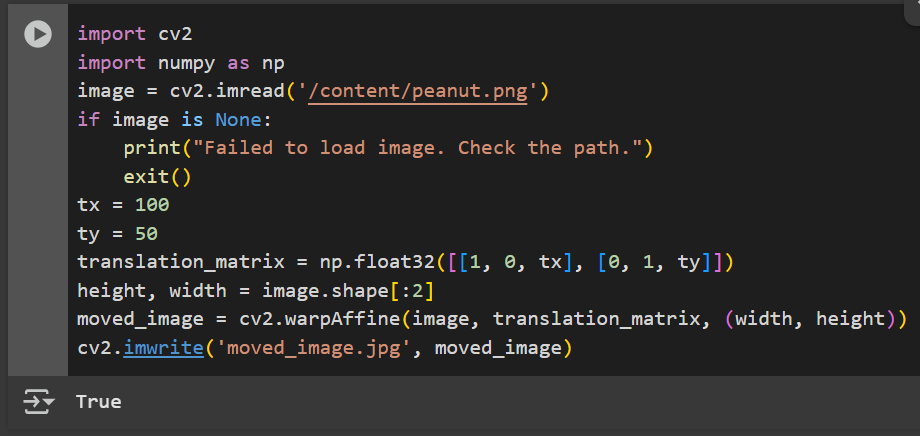 import cv2
import numpy as np
image = cv2.imread('/content/peanut.png')
if image is None:
    print("Failed to load image. Check the path.")
    exit()
tx = 100
ty = 50
translation_matrix = np.float32([[1, 0, tx], [0, 1, ty]])
height, width = image.shape[:2]
moved_image = cv2.warpAffine(image, translation_matrix, (width, height))
cv2.imwrite('moved_image.jpg', moved_image)
True